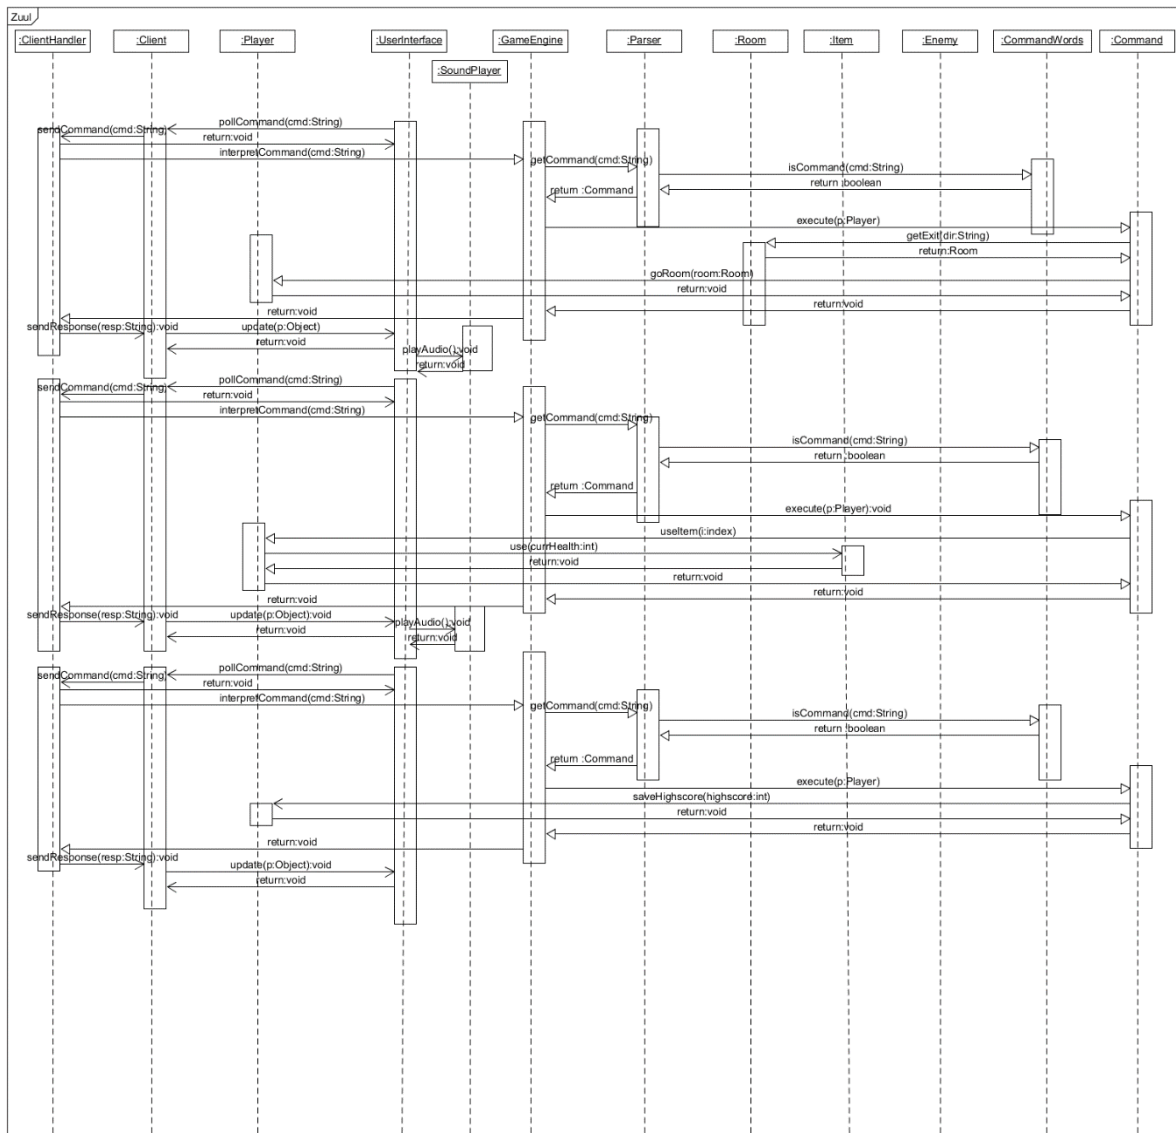 Zuul
:ClientHandler
:Client
:Player
:UserInterface
:GameEngine
:Parser
:Room
:Item
:Enemy
:CommandWords
:Command
:SoundPlayer
pollCommand(cmd:String)
sendCommand(cmd:String)
return:void
interpretCommand(cmd:String)
getCommand(cmd:String)
isCommand(cmd:String)
return :boolean
return :Command
execute(p:Player)
getExit(dir:String)
return:Room
goRoom(room:Room)
return:void
return:void
return:void
sendResponse(resp:String):void
update(p:Object)
return:void
playAudio():void
return:void
pollCommand(cmd:String)
sendCommand(cmd:String)
return:void
interpretCommand(cmd:String)
getCommand(cmd:String)
isCommand(cmd:String)
return :boolean
return :Command
execute(p:Player):void
useItem(i:index)
use(currHealth:int)
return:void
return:void
return:void
return:void
sendResponse(resp:String):void
update(p:Object):void
playAudio():void
return:void
return:void
pollCommand(cmd:String)
sendCommand(cmd:String)
return:void
interpretCommand(cmd:String)
getCommand(cmd:String)
isCommand(cmd:String)
return :boolean
return :Command
execute(p:Player)
saveHighscore(highscore:int)
return:void
return:void
return:void
sendResponse(resp:String):void
update(p:Object):void
return:void